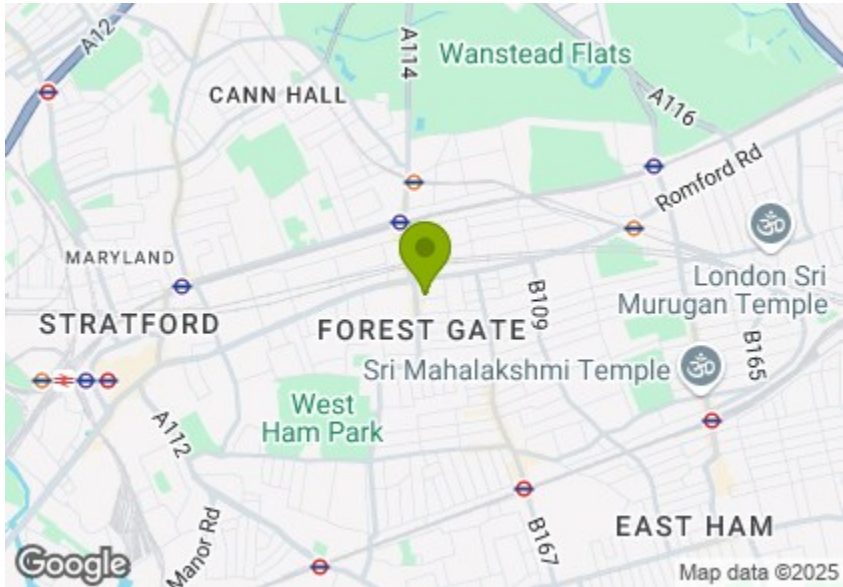 A12
A114
Wanstead Flats
CANN HALL
A116
Romford Rd
MARYLAND
London Sri
Murugan Temple
B109
STRATFORD
FOREST GATE
B165
Sri Mahalakshmi Temple
West
Ham Park
A112
Manor Rd
B167
EAST HAM
Google
Map data ©2025